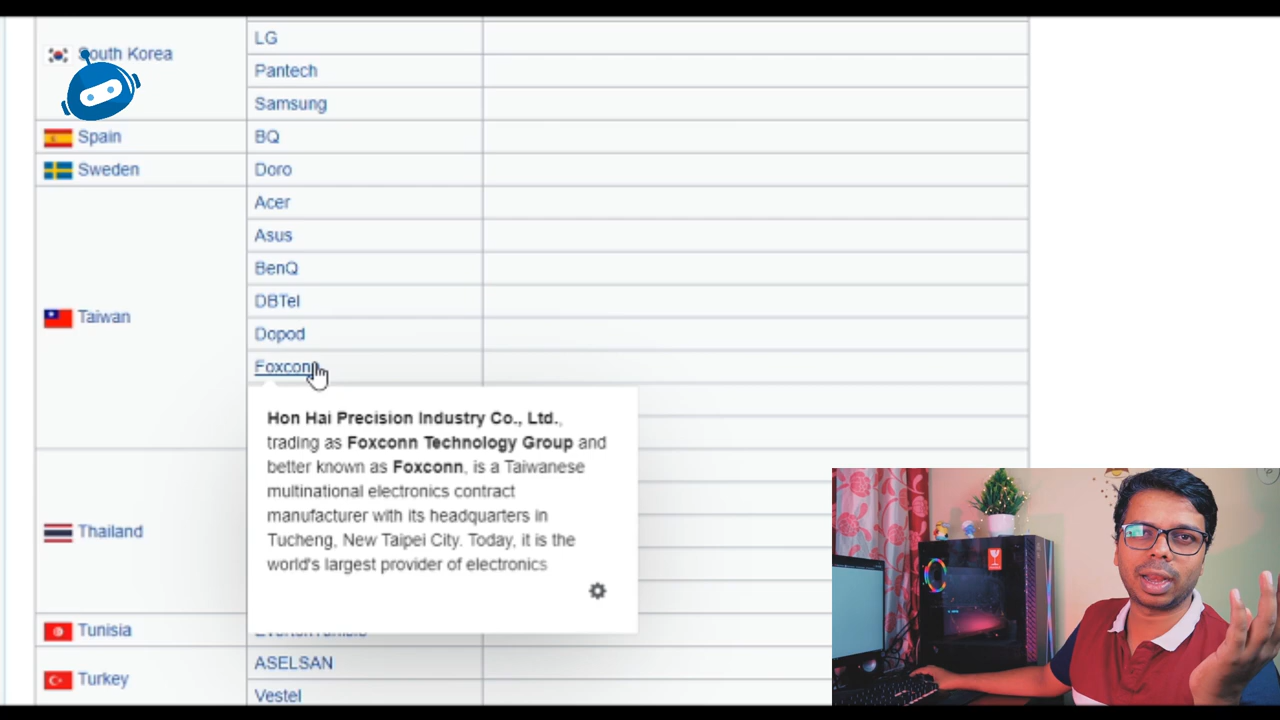 LG
South Korea
Pantech
Samsung
Spain
BQ
Sweden
Doro
Acer
Asus
BenQ
DBTel
Taiwan
Dopod
Foxconn
Hon Hai Precision Industry Co., Ltd.,
trading as Foxconn Technology Group and
better known as Foxconn, is a Taiwanese
multinational electronics contract
manufacturer with its headquarters in
Tucheng, New Taipei City. Today, it is the
world's largest provider of electronics
Thailand
Tunisia
Turkey
ASELSAN
Vestel